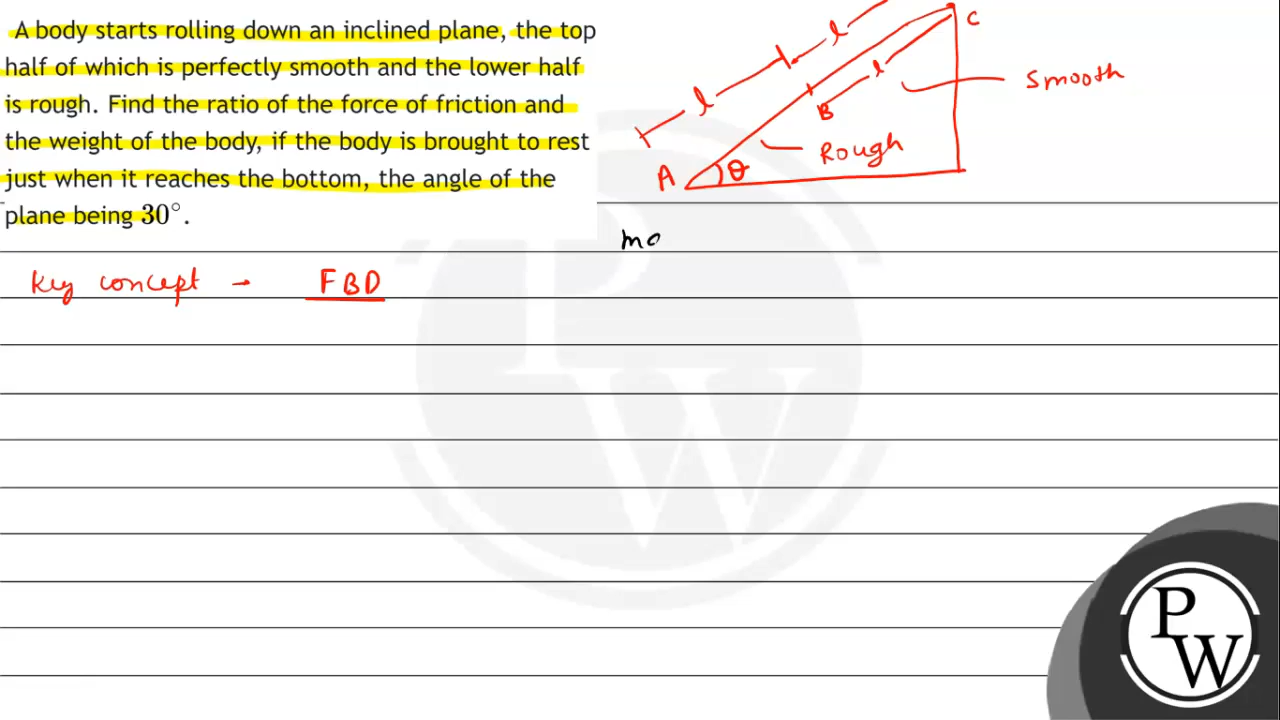 A body starts rolling down an inclined plane, the top
half of which is perfectly smooth and the lower half
is rough. Find the ratio of the force of friction and
the weight of the body, if the body is brought to rest
just when it reaches the bottom, the angle of the
plane being 30°.
l
C
l
l
Smooth
B
Rough
A
θ
mo
Key concept → FBD
PW
P
W